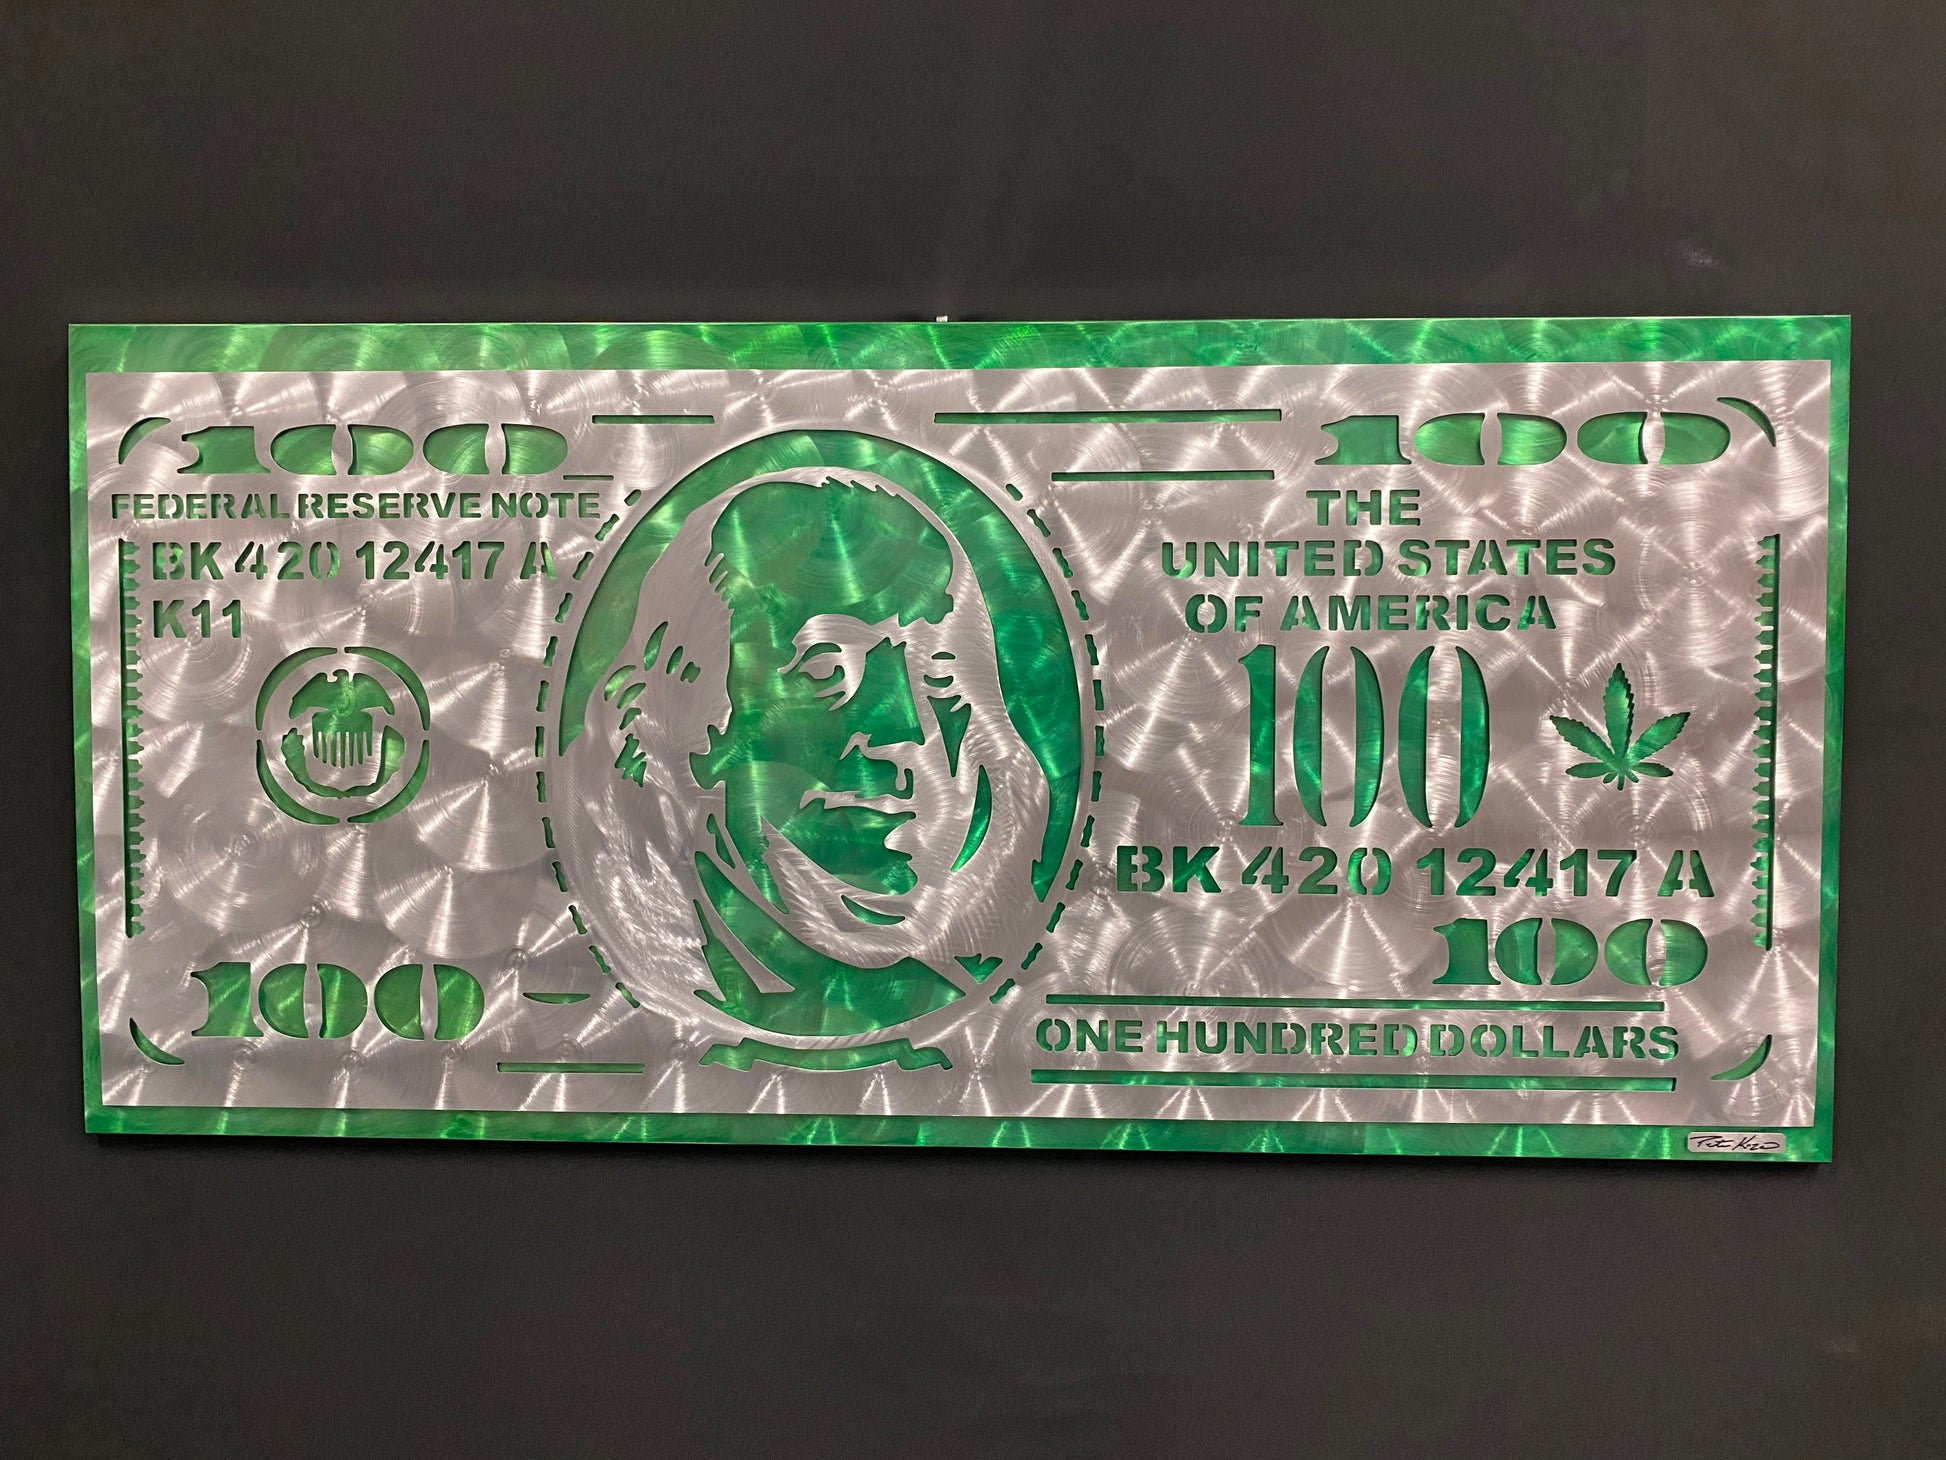 100
FEDERAL RESERVE NOTE
BK 420 12417 A
K11
100
100
THE
UNITED STATES
OF AMERICA
100
BK 420 12417 A
100
ONE HUNDRED DOLLARS